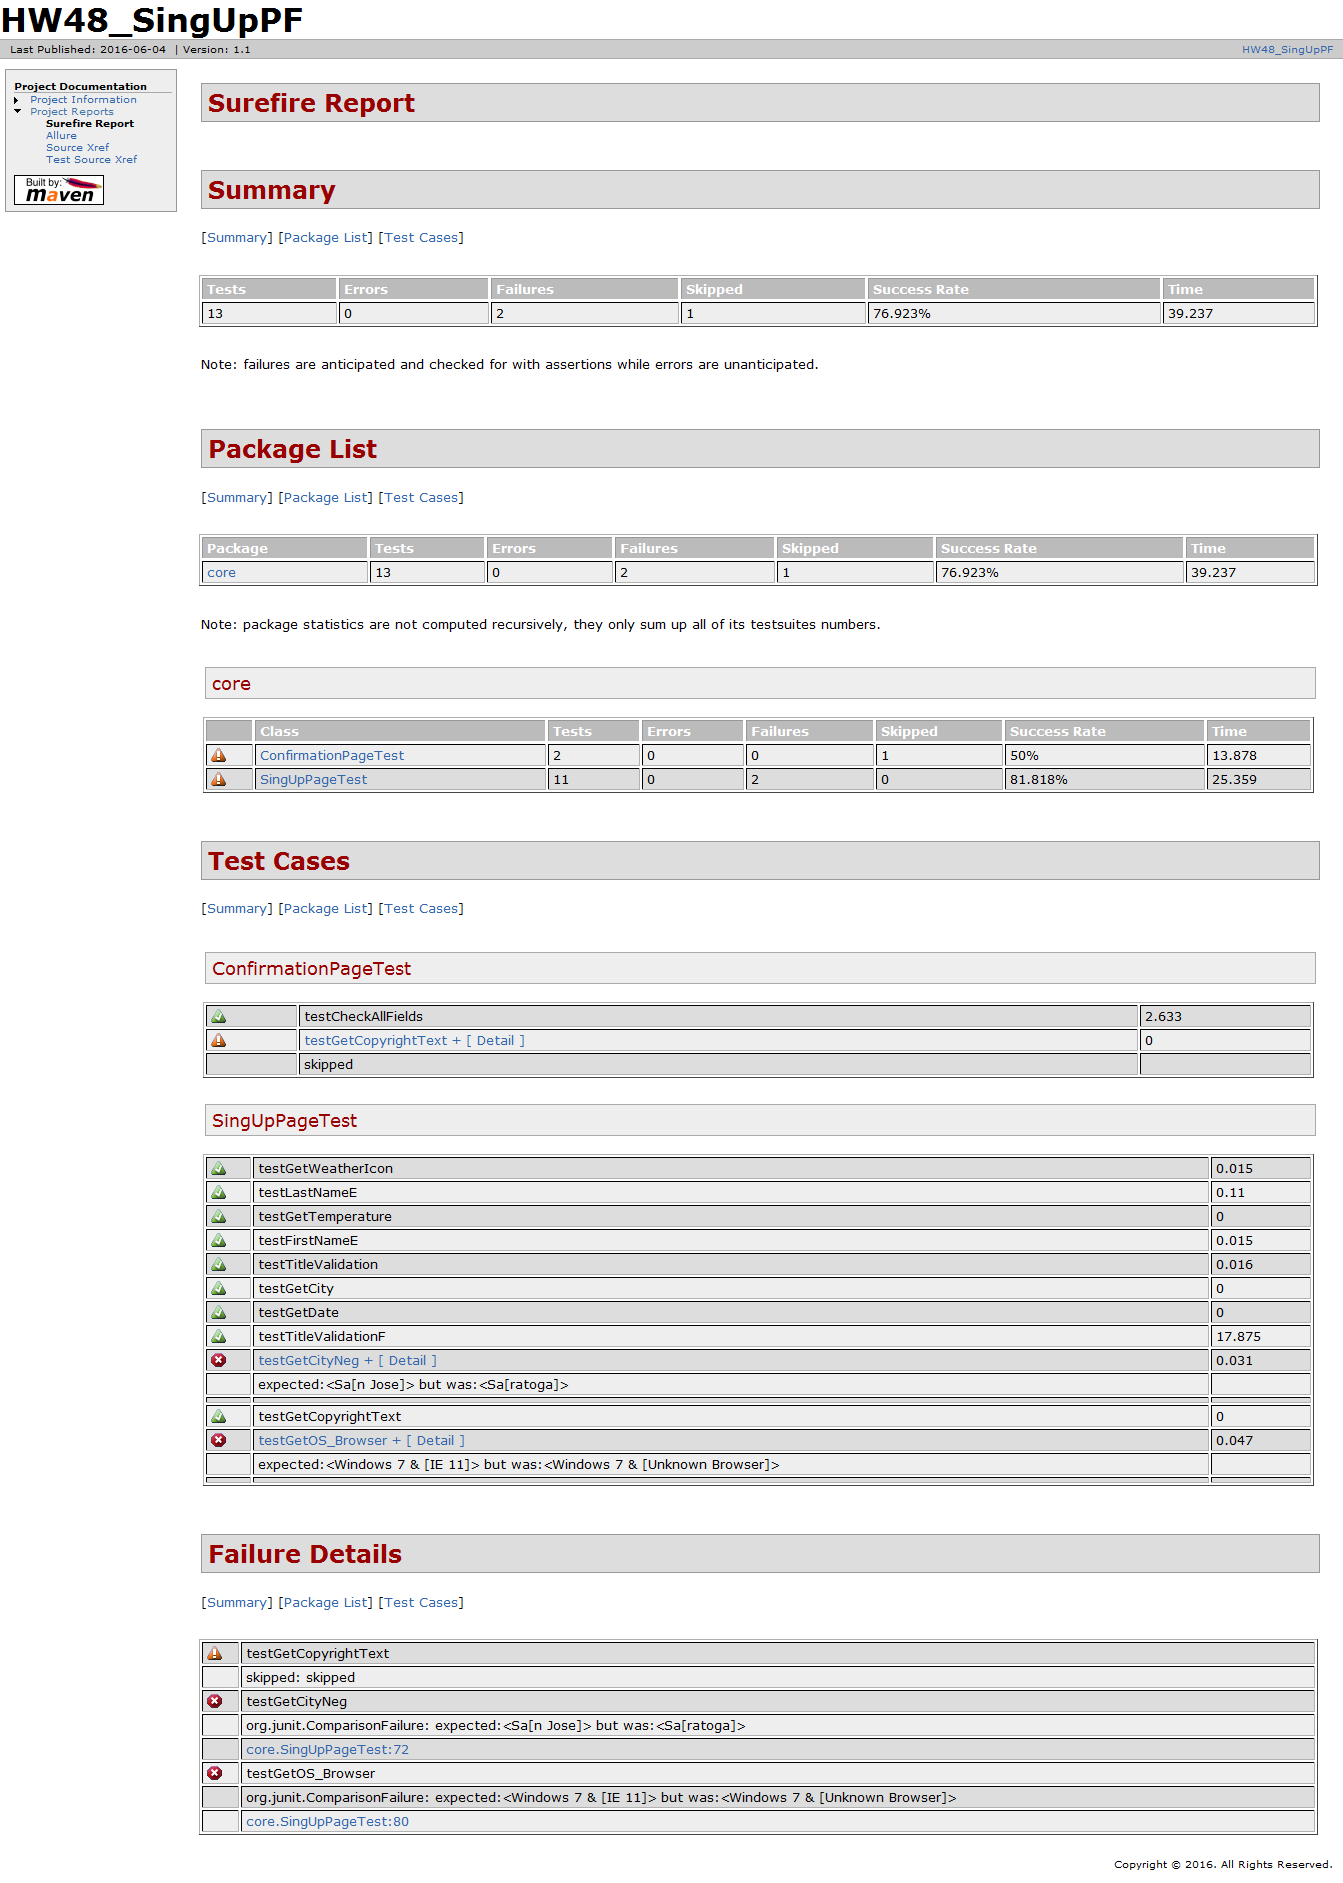 HW48_SingUpPF
Last Published: 2016-06-04 | Version: 1.1 HW48_SingUpPF
Project Documentation
Project Information
Project Reports
Surefire Report
Allure
Source Xref
Test Source Xref
Built by:
maven
Surefire Report
Summary
[Summary] [Package List] [Test Cases]
Tests Errors Failures Skipped Success Rate Time
13 0 2 1 76.923% 39.237
Note: failures are anticipated and checked for with assertions while errors are unanticipated.
Package List
[Summary] [Package List] [Test Cases]
Package Tests Errors Failures Skipped Success Rate Time
core 13 0 2 1 76.923% 39.237
Note: package statistics are not computed recursively, they only sum up all of its testsuites numbers.
core
Class Tests Errors Failures Skipped Success Rate Time
ConfirmationPageTest 2 0 0 1 50% 13.878
SingUpPageTest 11 0 2 0 81.818% 25.359
Test Cases
[Summary] [Package List] [Test Cases]
ConfirmationPageTest
testCheckAllFields 2.633
testGetCopyrightText + [ Detail ] 0
skipped
SingUpPageTest
testGetWeatherIcon 0.015
testLastNameE 0.11
testGetTemperature 0
testFirstNameE 0.015
testTitleValidation 0.016
testGetCity 0
testGetDate 0
testTitleValidationF 17.875
testGetCityNeg + [ Detail ] 0.031
expected:<Sa[n Jose]> but was:<Sa[ratoga]>
testGetCopyrightText 0
testGetOS_Browser + [ Detail ] 0.047
expected:<Windows 7 & [IE 11]> but was:<Windows 7 & [Unknown Browser]>
Failure Details
[Summary] [Package List] [Test Cases]
testGetCopyrightText
skipped: skipped
testGetCityNeg
org.junit.ComparisonFailure: expected:<Sa[n Jose]> but was:<Sa[ratoga]>
core.SingUpPageTest:72
testGetOS_Browser
org.junit.ComparisonFailure: expected:<Windows 7 & [IE 11]> but was:<Windows 7 & [Unknown Browser]>
core.SingUpPageTest:80
Copyright © 2016. All Rights Reserved.